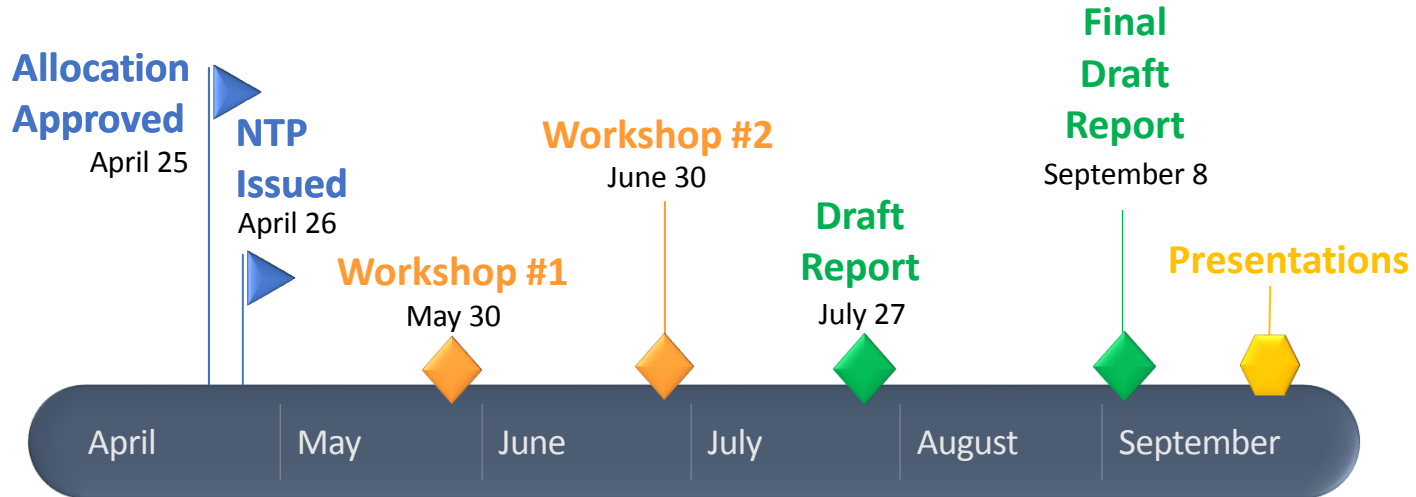 Allocation
Approved
April 25
NTP
Issued
April 26
Workshop #1
May 30
Workshop #2
June 30
Draft
Report
July 27
Final
Draft
Report
September 8
Presentations
April
May
June
July
August
September